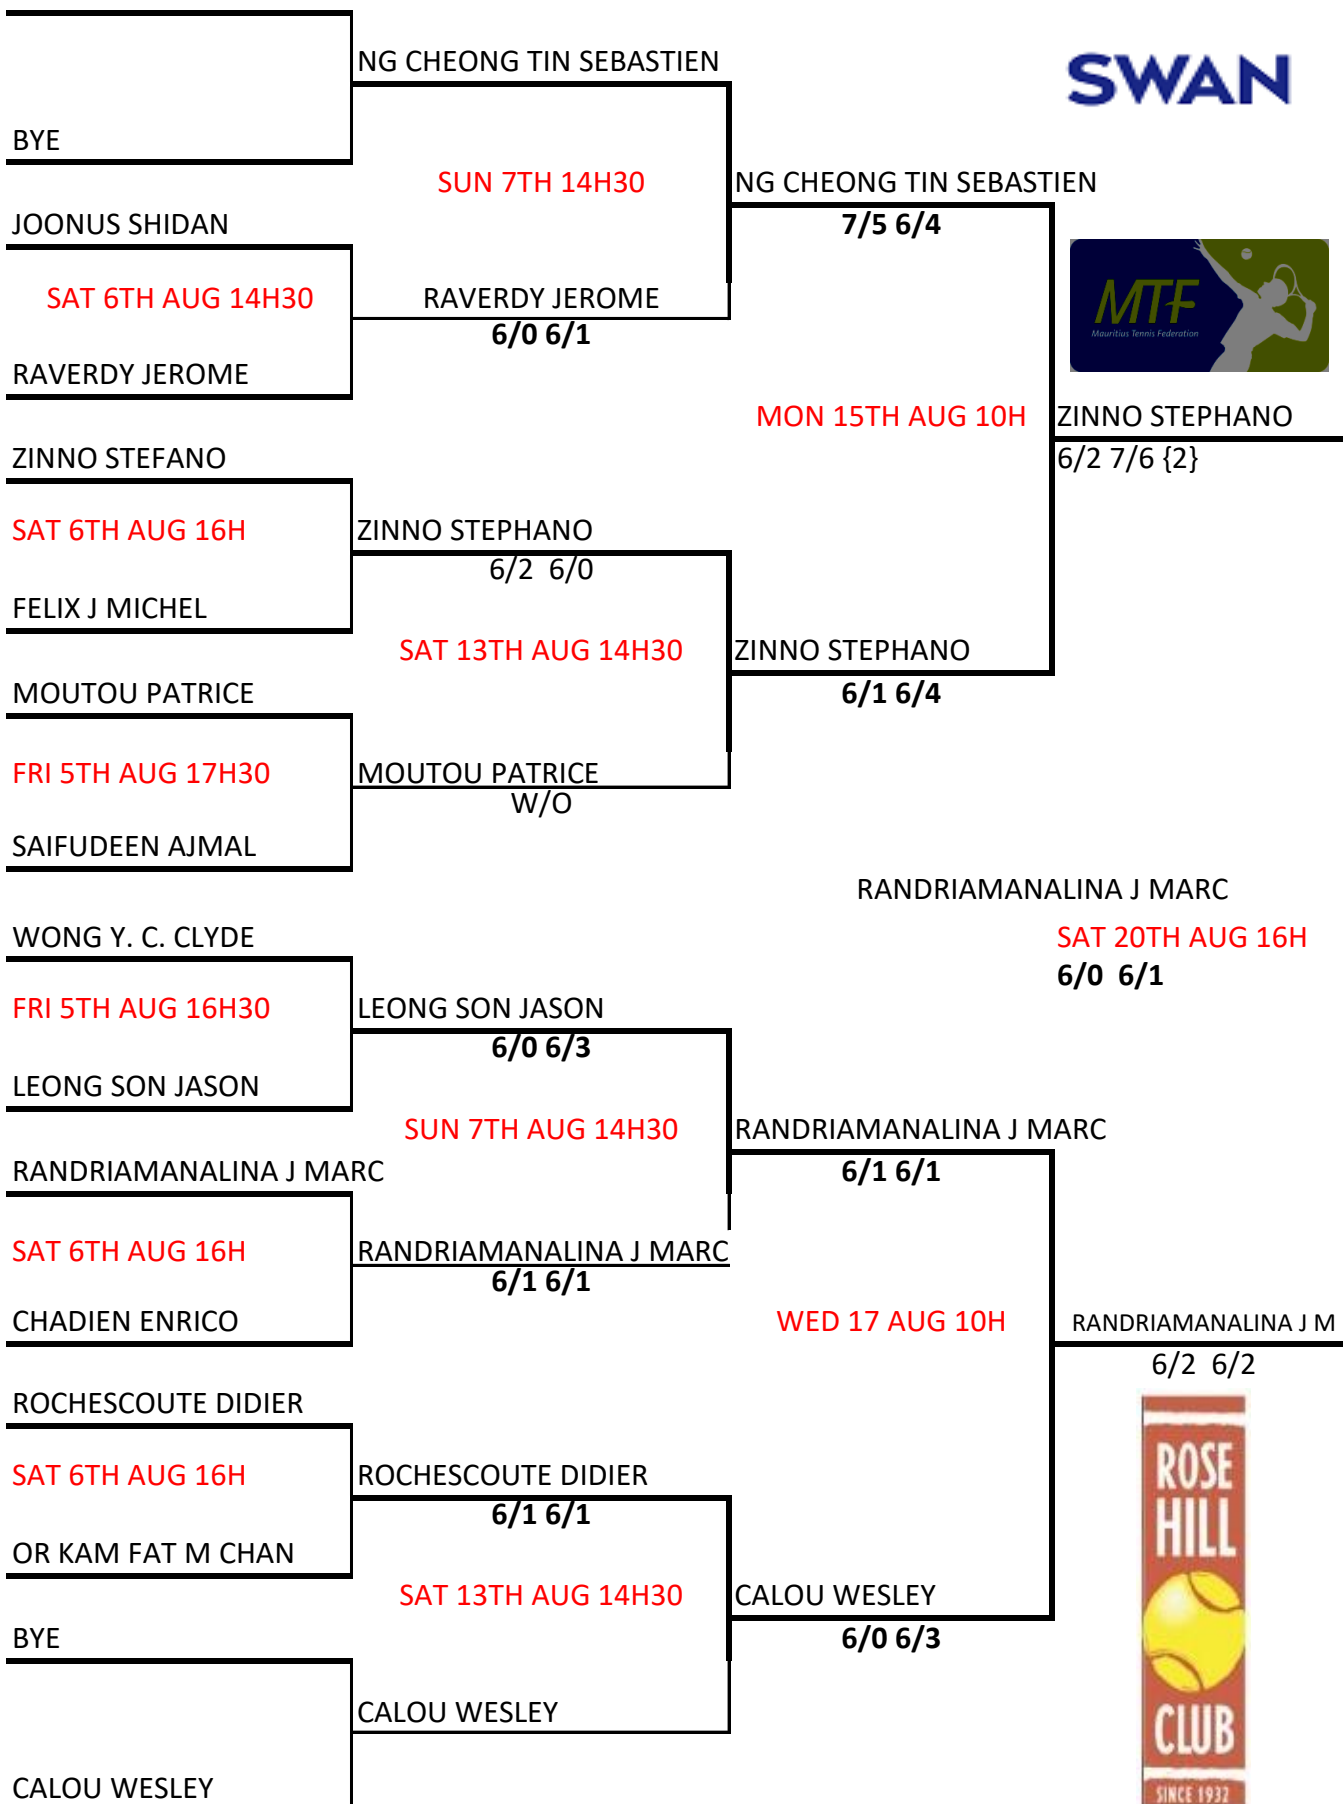 NG CHEONG TIN SEBASTIEN
SWAN
BYE
SUN 7TH 14H30
NG CHEONG TIN SEBASTIEN
7/5 6/4
JOONUS SHIDAN
SAT 6TH AUG 14H30
RAVERDY JEROME
6/0 6/1
MTF
Mauritius Tennis Federation
RAVERDY JEROME
MON 15TH AUG 10H
ZINNO STEPHANO
6/2 7/6 {2}
ZINNO STEFANO
SAT 6TH AUG 16H
ZINNO STEPHANO
6/2 6/0
FELIX J MICHEL
SAT 13TH AUG 14H30
ZINNO STEPHANO
6/1 6/4
MOUTOU PATRICE
FRI 5TH AUG 17H30
MOUTOU PATRICE
W/O
SAIFUDEEN AJMAL
RANDRIAMANALINA J MARC
SAT 20TH AUG 16H
6/0 6/1
WONG Y. C. CLYDE
FRI 5TH AUG 16H30
LEONG SON JASON
6/0 6/3
LEONG SON JASON
SUN 7TH AUG 14H30
RANDRIAMANALINA J MARC
6/1 6/1
RANDRIAMANALINA J MARC
SAT 6TH AUG 16H
RANDRIAMANALINA J MARC
6/1 6/1
CHADIEN ENRICO
WED 17 AUG 10H
RANDRIAMANALINA J M
6/2 6/2
ROCHESCOUTE DIDIER
SAT 6TH AUG 16H
ROCHESCOUTE DIDIER
6/1 6/1
OR KAM FAT M CHAN
SAT 13TH AUG 14H30
CALOU WESLEY
6/0 6/3
BYE
CALOU WESLEY
CALOU WESLEY
ROSE
HILL
CLUB
SINCE 1932